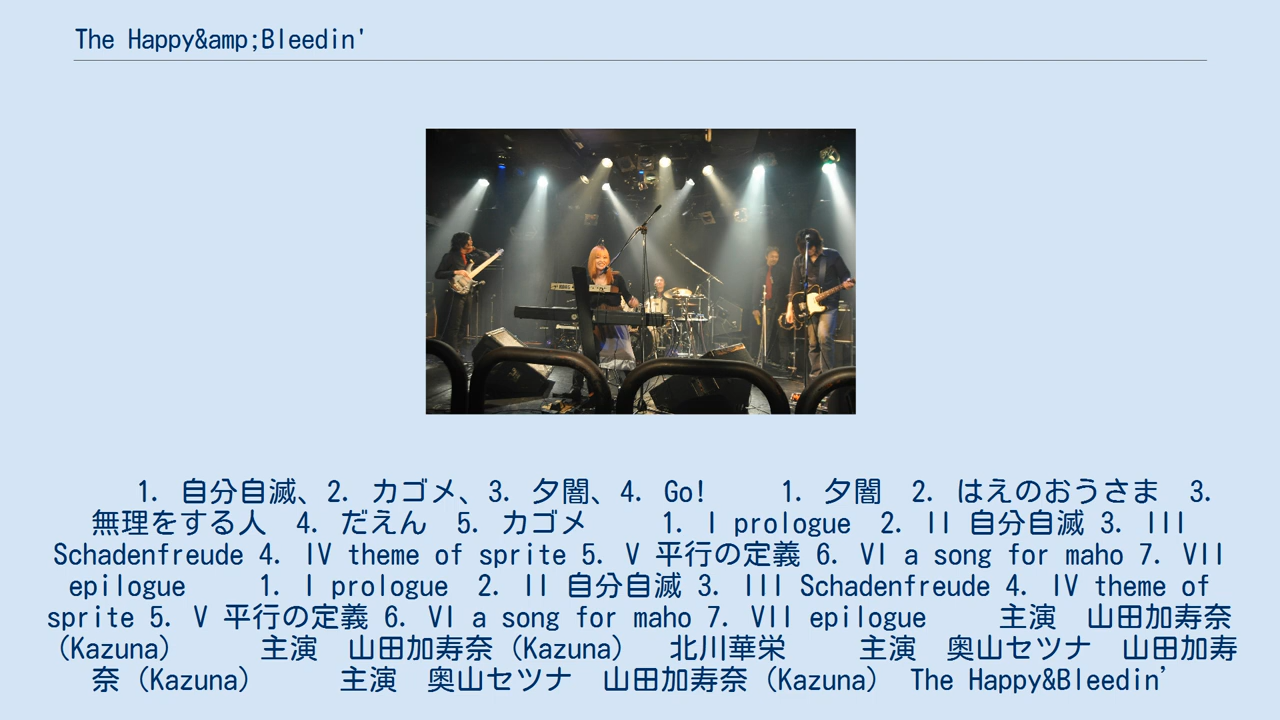 The Happy&amp;Bleedin'
1. 自分自滅、2. カゴメ、3. 夕闇、4. Go! 1. 夕闇 2. はえのおうさま 3.
無理をする人 4. だえん 5. カゴメ 1. I prologue 2. II 自分自滅 3. III
Schadenfreude 4. IV theme of sprite 5. V 平行の定義 6. VI a song for maho 7. VII
epilogue 1. I prologue 2. II 自分自滅 3. III Schadenfreude 4. IV theme of
sprite 5. V 平行の定義 6. VI a song for maho 7. VII epilogue 主演 山田加寿奈
（Kazuna） 主演 山田加寿奈（Kazuna） 北川華栄 主演 奥山セツナ 山田加寿
奈（Kazuna） 主演 奥山セツナ 山田加寿奈（Kazuna） The Happy&Bleedin’